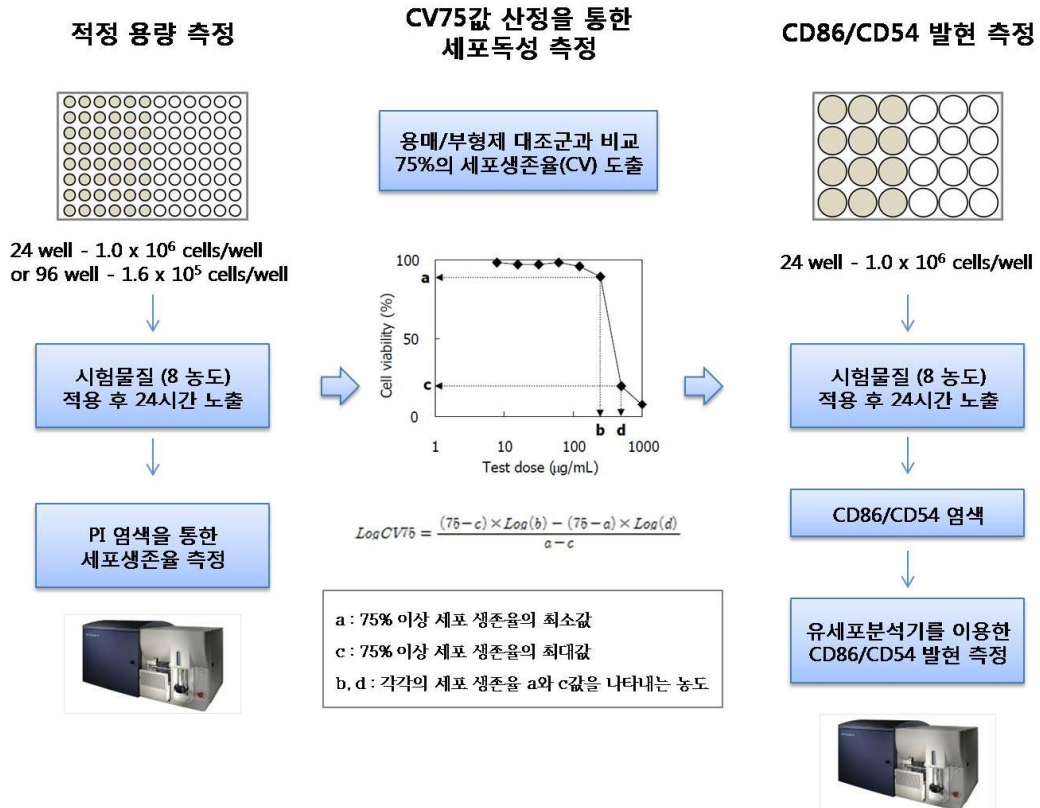 적정 용량 측정
24 well - 1.0 x 10⁶ cells/well
or 96 well - 1.6 x 10⁵ cells/well
시험물질 (8 농도)
적용 후 24시간 노출
PI 염색을 통한
세포생존율 측정
CV75값 산정을 통한
세포독성 측정
용매/부형제 대조군과 비교
75%의 세포생존율(CV) 도출
Cell viability (%)
100
a
50
c
0
b d
1 10 100 1000
Test dose (µg/mL)
LogCV75 = (75-c) × Log(b) - (75-a) × Log(d)
a-c
a : 75% 이상 세포 생존율의 최소값
c : 75% 이상 세포 생존율의 최대값
b, d : 각각의 세포 생존율 a와 c값을 나타내는 농도
CD86/CD54 발현 측정
24 well - 1.0 x 10⁶ cells/well
시험물질 (8 농도)
적용 후 24시간 노출
CD86/CD54 염색
유세포분석기를 이용한
CD86/CD54 발현 측정